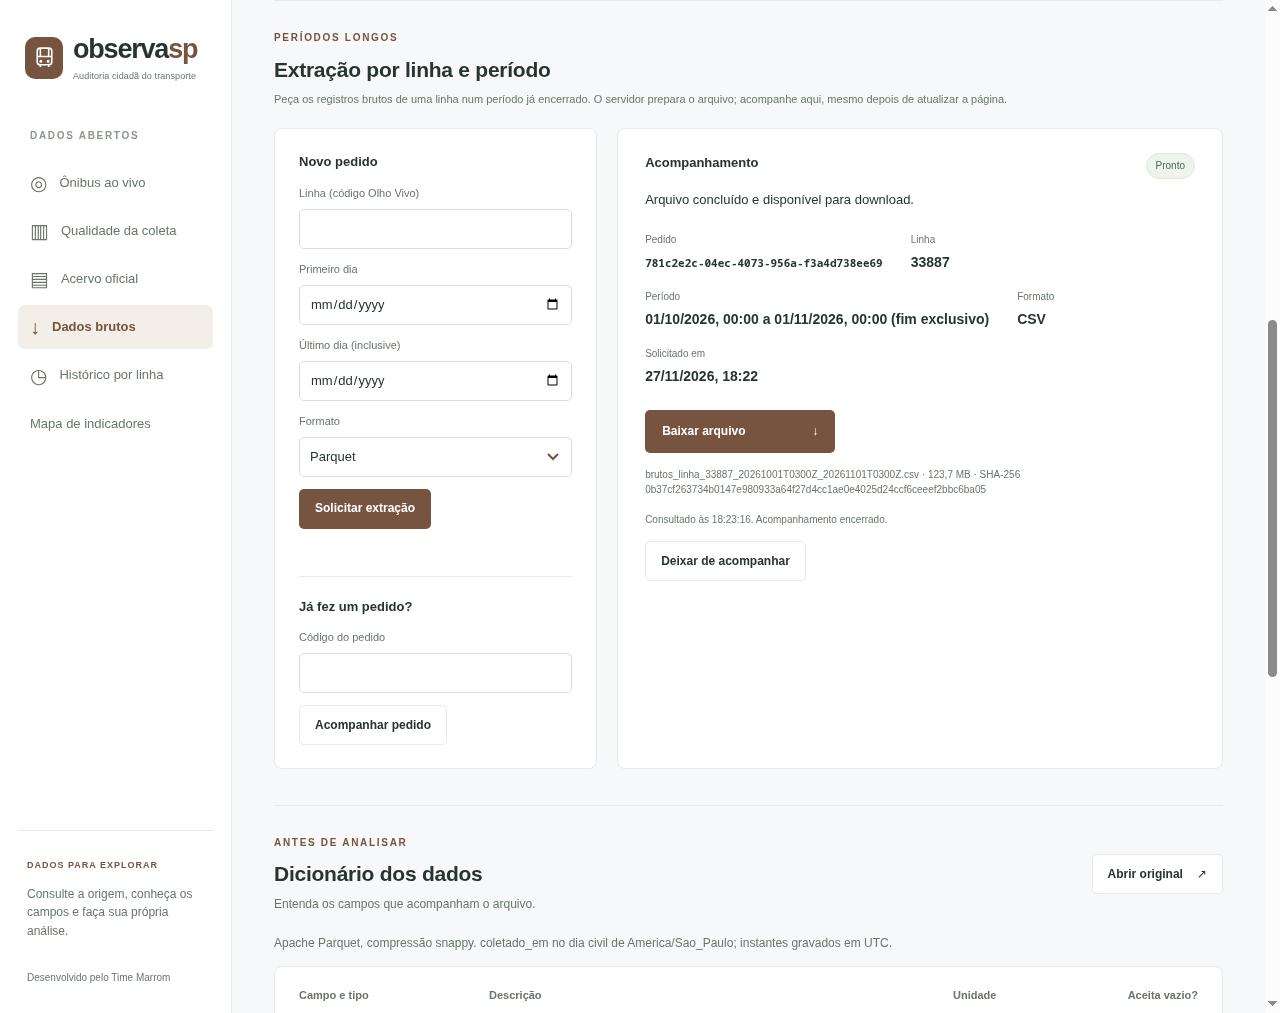 observasp
Auditoria cidadã do transporte
DADOS ABERTOS
Ônibus ao vivo
Qualidade da coleta
Acervo oficial
Dados brutos
Histórico por linha
Mapa de indicadores
DADOS PARA EXPLORAR
Consulte a origem, conheça os
campos e faça sua própria
análise.
Desenvolvido pelo Time Marrom
PERÍODOS LONGOS
Extração por linha e período
Peça os registros brutos de uma linha num período já encerrado. O servidor prepara o arquivo; acompanhe aqui, mesmo depois de atualizar a página.
Novo pedido
Linha (código Olho Vivo)
Primeiro dia
mm/dd/yyyy
Último dia (inclusive)
mm/dd/yyyy
Formato
Parquet
Solicitar extração
Já fez um pedido?
Código do pedido
Acompanhar pedido
Acompanhamento
Pronto
Arquivo concluído e disponível para download.
Pedido Linha
781c2e2c-04ec-4073-956a-f3a4d738ee69 33887
Período Formato
01/10/2026, 00:00 a 01/11/2026, 00:00 (fim exclusivo) CSV
Solicitado em
27/11/2026, 18:22
Baixar arquivo ↓
brutos_linha_33887_20261001T0300Z_20261101T0300Z.csv · 123,7 MB · SHA-256
0b37cf263734b0147e980933a64f27d4cc1ae0e4025d24ccf6ceeef2bbc6ba05
Consultado às 18:23:16. Acompanhamento encerrado.
Deixar de acompanhar
ANTES DE ANALISAR
Dicionário dos dados
Abrir original ↗
Entenda os campos que acompanham o arquivo.
Apache Parquet, compressão snappy. coletado_em no dia civil de America/Sao_Paulo; instantes gravados em UTC.
Campo e tipo Descrição Unidade Aceita vazio?